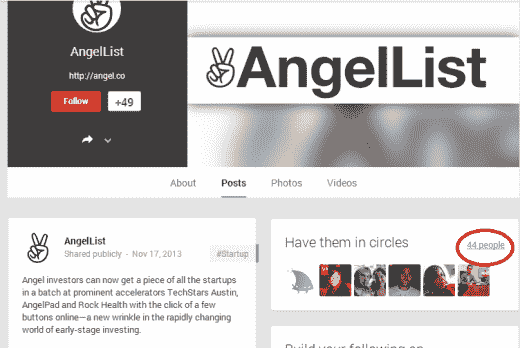 AngelList
http://angel.co
Follow +49
AngelList
About Posts Photos Videos
AngelList
Shared publicly - Nov 17, 2013 #Startup
Angel investors can now get a piece of all the startups
in a batch at prominent accelerators TechStars Austin,
AngelPad and Rock Health with the click of a few
buttons online—a new wrinkle in the rapidly changing
world of early-stage investing.
Have them in circles 44 people
Build your following on